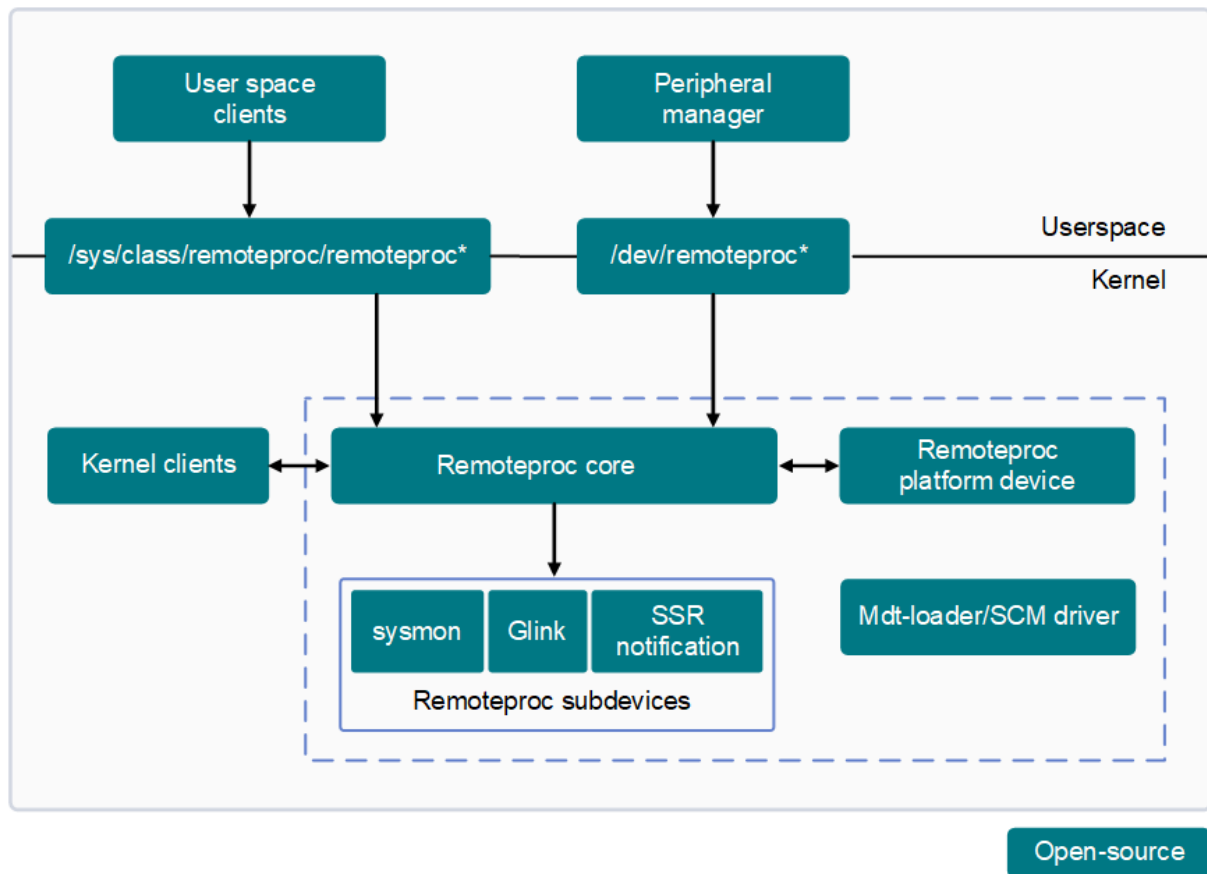 User space
clients
Peripheral
manager
/sys/class/remoteproc/remoteproc*
/dev/remoteproc*
Userspace
Kernel
Kernel clients
Remoteproc core
Remoteproc
platform device
sysmon
Glink
SSR
notification
Mdt-loader/SCM driver
Remoteproc subdevices
Open-source